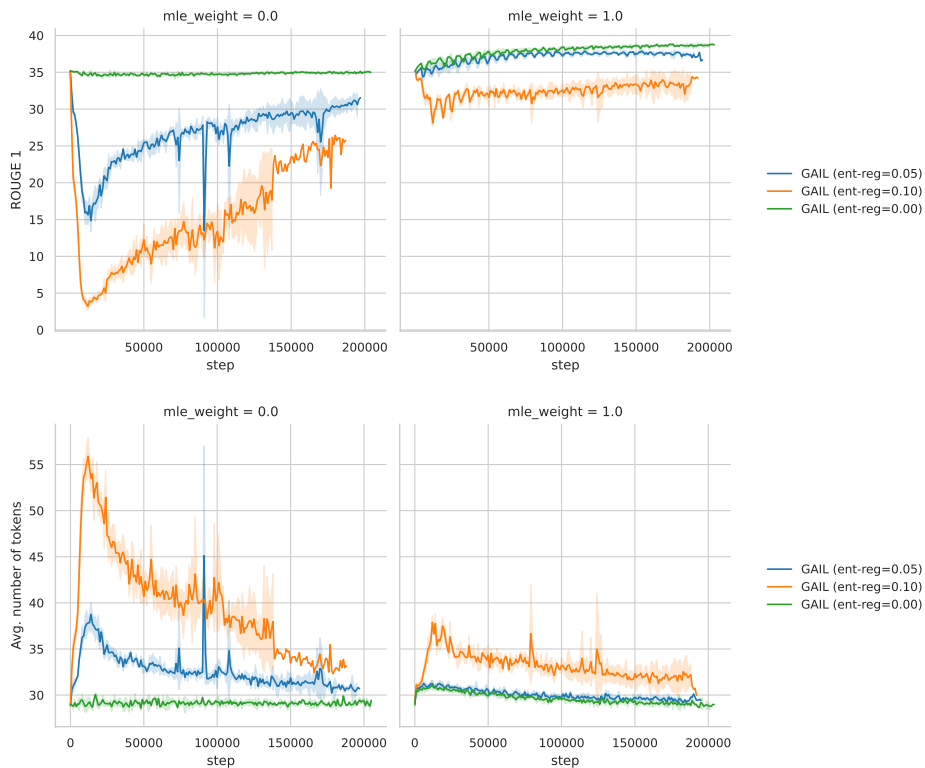 mle_weight = 0.0
mle_weight = 1.0
40
35
30
25
20
15
10
5
0
ROUGE 1
50000 100000 150000 200000
50000 100000 150000 200000
step
step
GAIL (ent-reg=0.05)
GAIL (ent-reg=0.10)
GAIL (ent-reg=0.00)
mle_weight = 0.0
mle_weight = 1.0
55
50
45
40
35
30
Avg. number of tokens
0 50000 100000 150000 200000
0 50000 100000 150000 200000
step
step
GAIL (ent-reg=0.05)
GAIL (ent-reg=0.10)
GAIL (ent-reg=0.00)